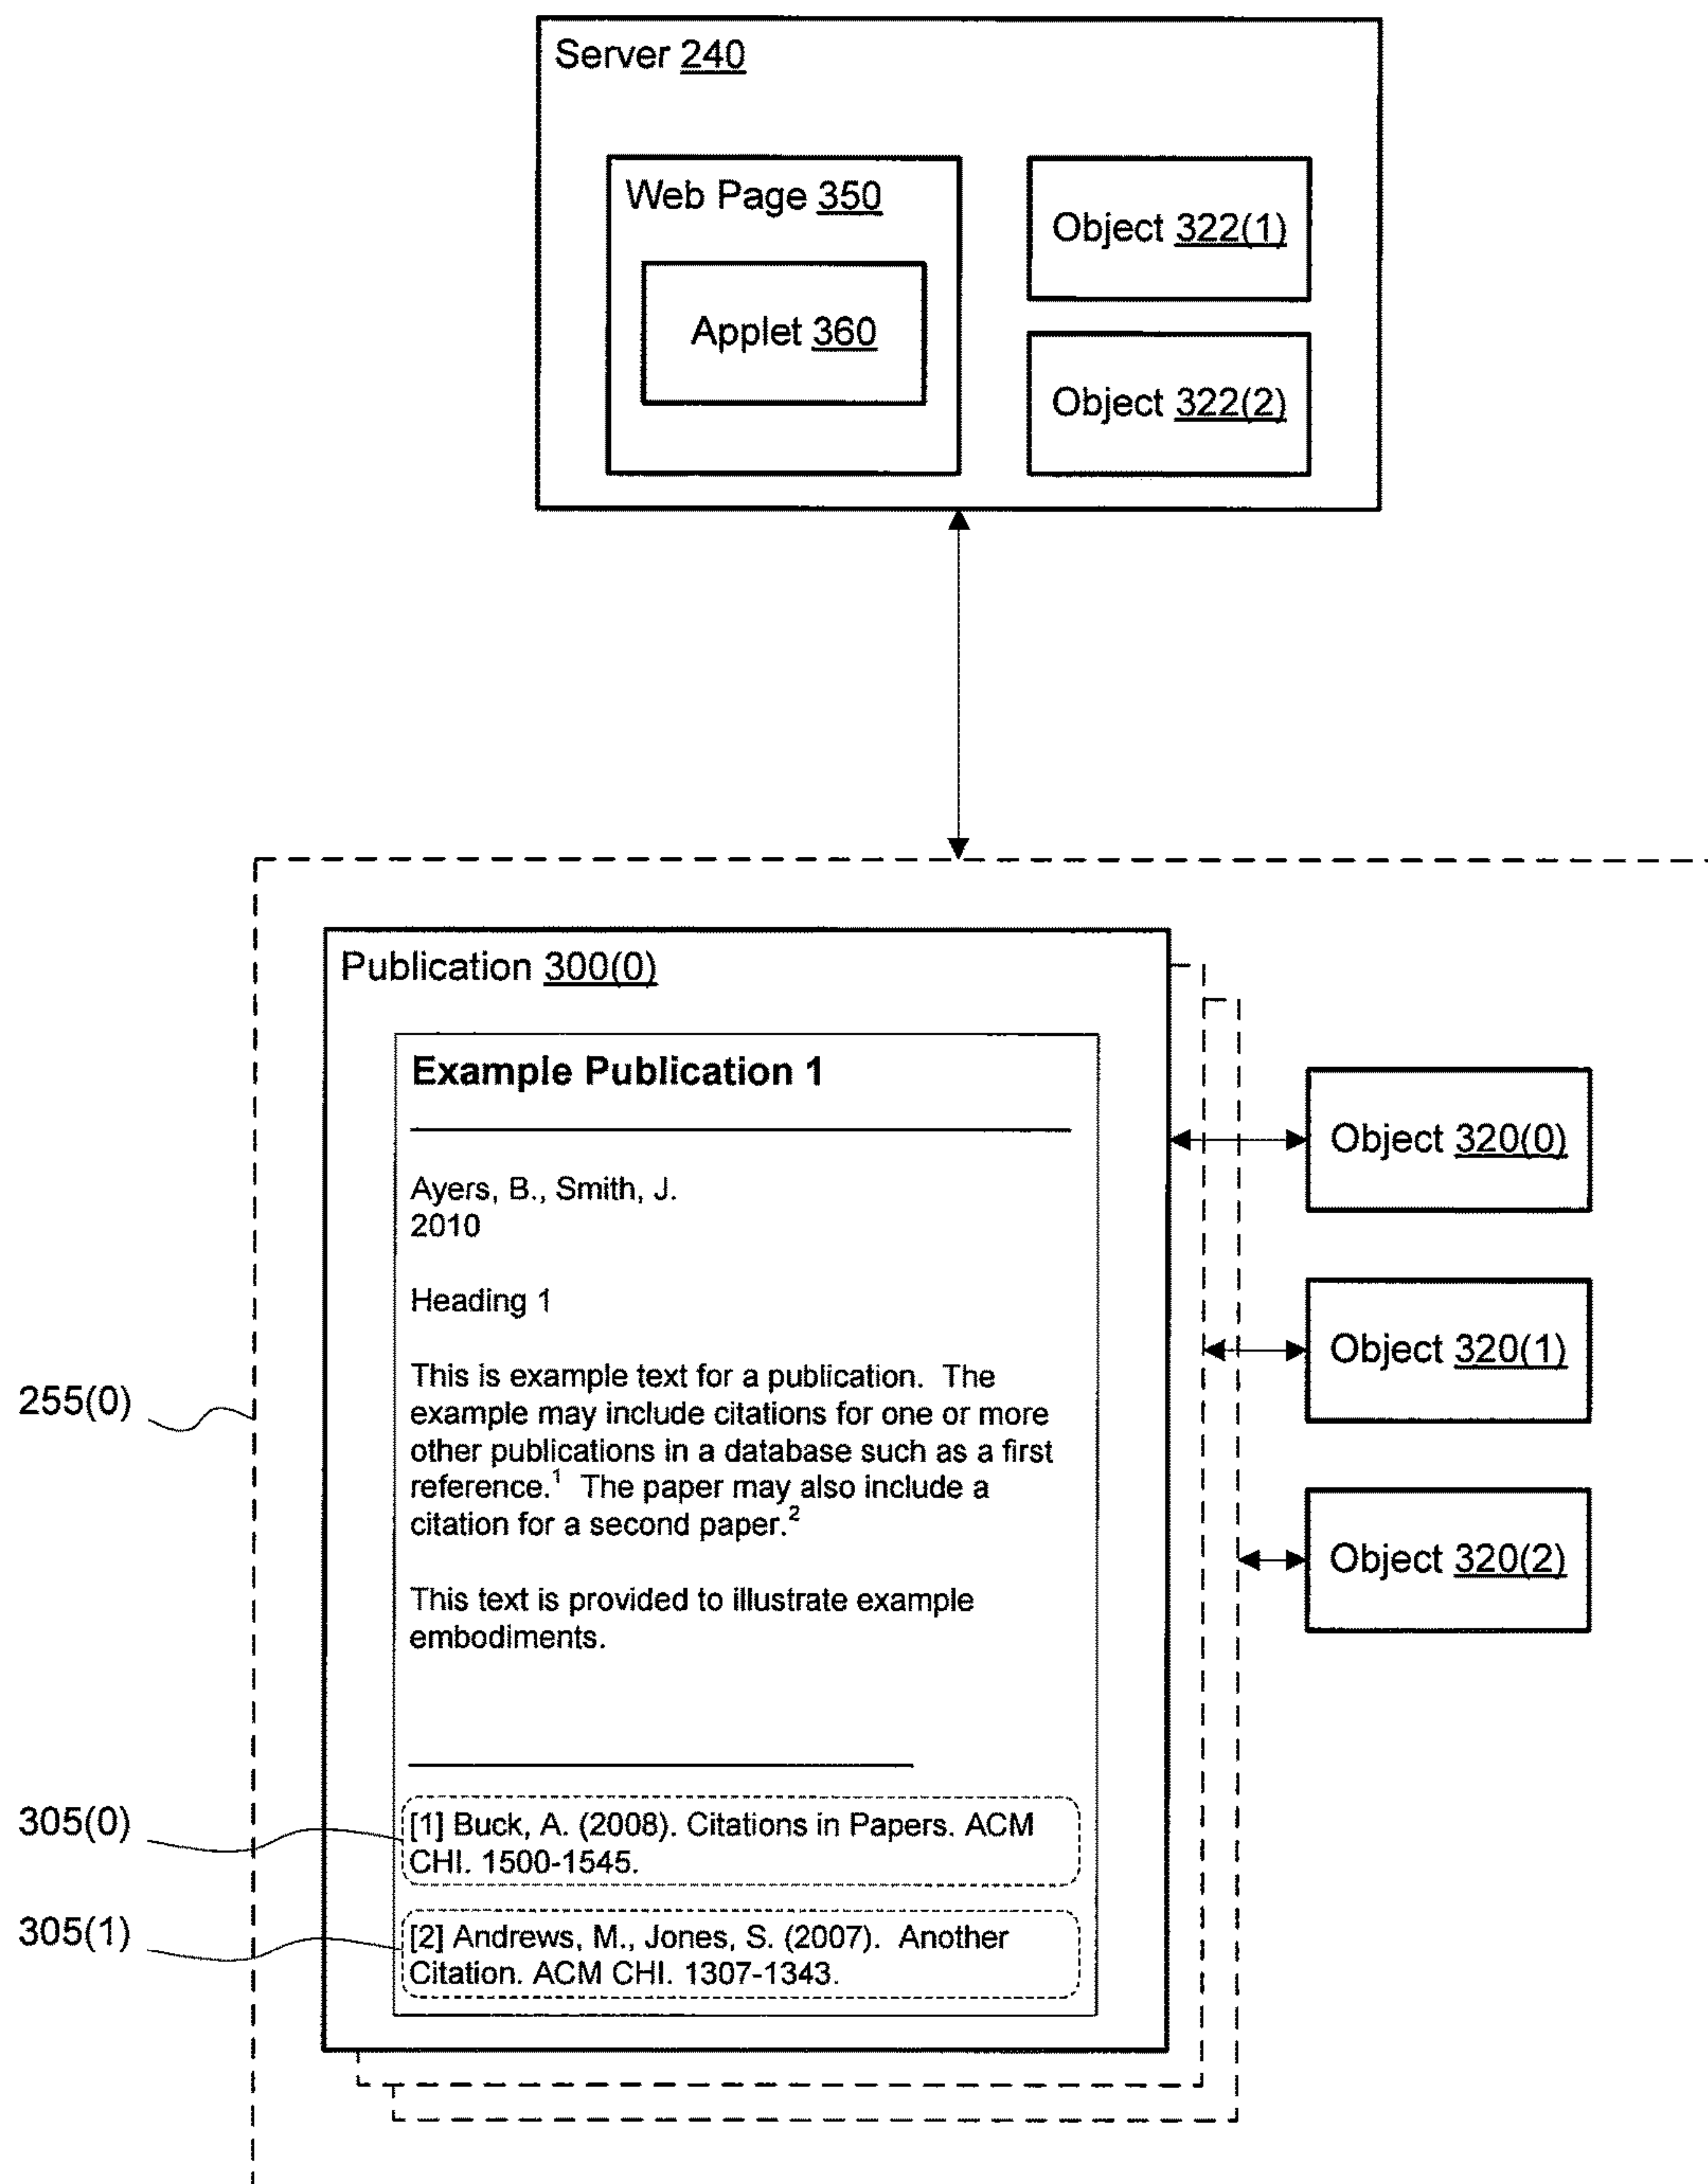 Server 240
Web Page 350
Applet 360
Object 322(1)
Object 322(2)
Publication 300(0)
Example Publication 1
Ayers, B., Smith, J.
2010
Heading 1
This is example text for a publication.  The
example may include citations for one or more
other publications in a database such as a first
reference.¹  The paper may also include a
citation for a second paper.²
This text is provided to illustrate example
embodiments.
[1] Buck, A. (2008). Citations in Papers. ACM
CHI. 1500-1545.
[2] Andrews, M., Jones, S. (2007).  Another
Citation. ACM CHI. 1307-1343.
Object 320(0)
Object 320(1)
Object 320(2)
255(0)
305(0)
305(1)